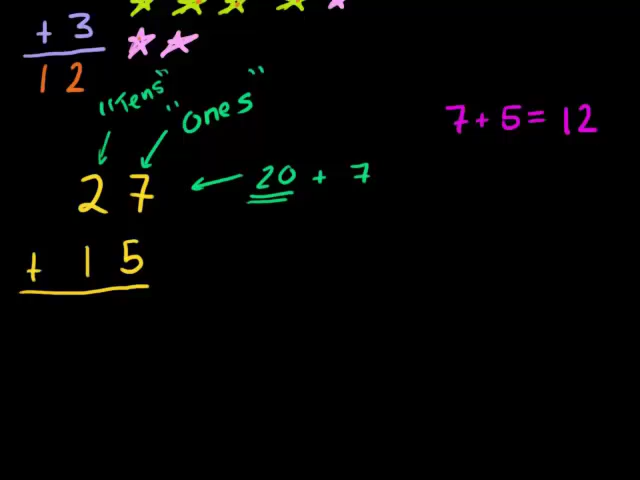 + 3
12
"Tens"
"ones"
7 + 5 = 12
27 ← 20 + 7
+ 15